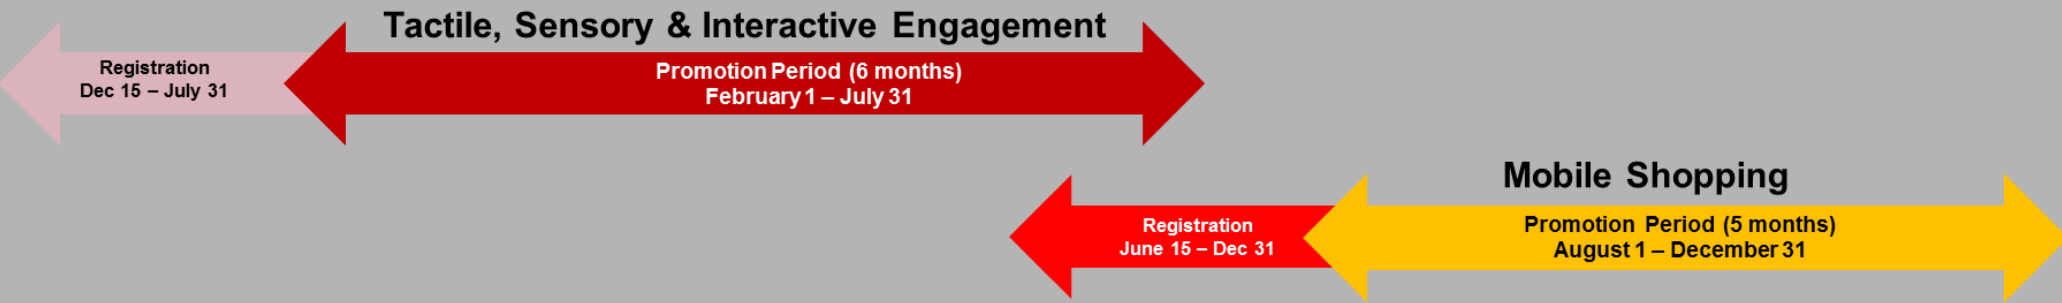 Tactile, Sensory & Interactive Engagement
Registration
Dec 15 – July 31
Promotion Period (6 months)
February 1 – July 31
Mobile Shopping
Registration
June 15 – Dec 31
Promotion Period (5 months)
August 1 – December 31